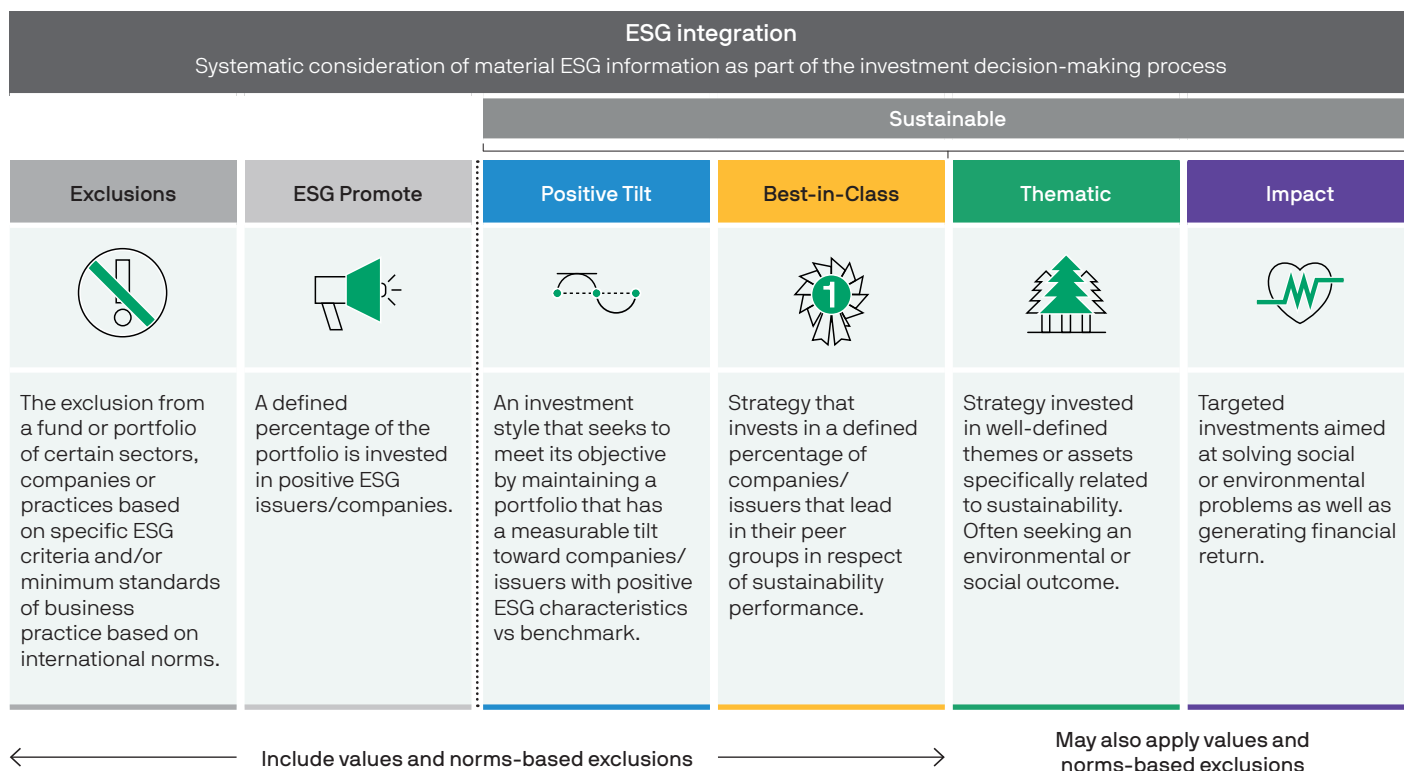 ESG integration
Systematic consideration of material ESG information as part of the investment decision-making process
Sustainable
Exclusions
ESG Promote
Positive Tilt
Best-in-Class
Thematic
Impact
1
The exclusion from
a fund or portfolio
of certain sectors,
companies or
practices based
on specific ESG
criteria and/or
minimum standards
of business
practice based on
international norms.
A defined
percentage of the
portfolio is invested
in positive ESG
issuers/companies.
An investment
style that seeks to
meet its objective
by maintaining a
portfolio that has
a measurable tilt
toward companies/
issuers with positive
ESG characteristics
vs benchmark.
Strategy that
invests in a defined
percentage of
companies/
issuers that lead
in their peer
groups in respect
of sustainability
performance.
Strategy invested
in well-defined
themes or assets
specifically related
to sustainability.
Often seeking an
environmental or
social outcome.
Targeted
investments aimed
at solving social
or environmental
problems as well as
generating financial
return.
Include values and norms-based exclusions
May also apply values and
norms-based exclusions